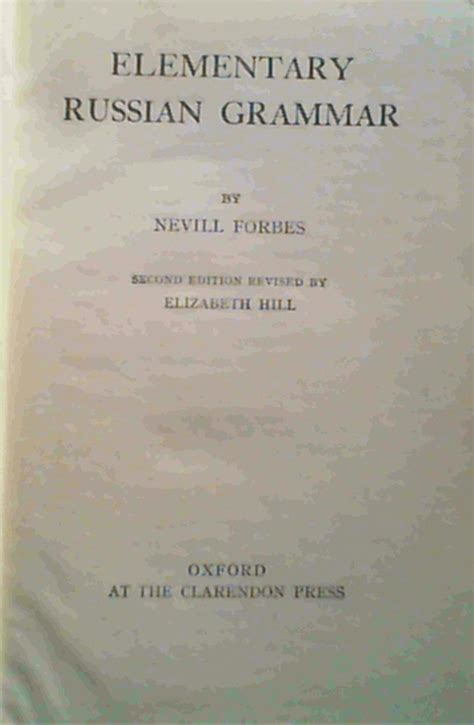 ELEMENTARY
RUSSIAN GRAMMAR
BY
NEVILL FORBES
SECOND EDITION REVISED BY
ELIZABETH HILL
OXFORD
AT THE CLARENDON PRESS